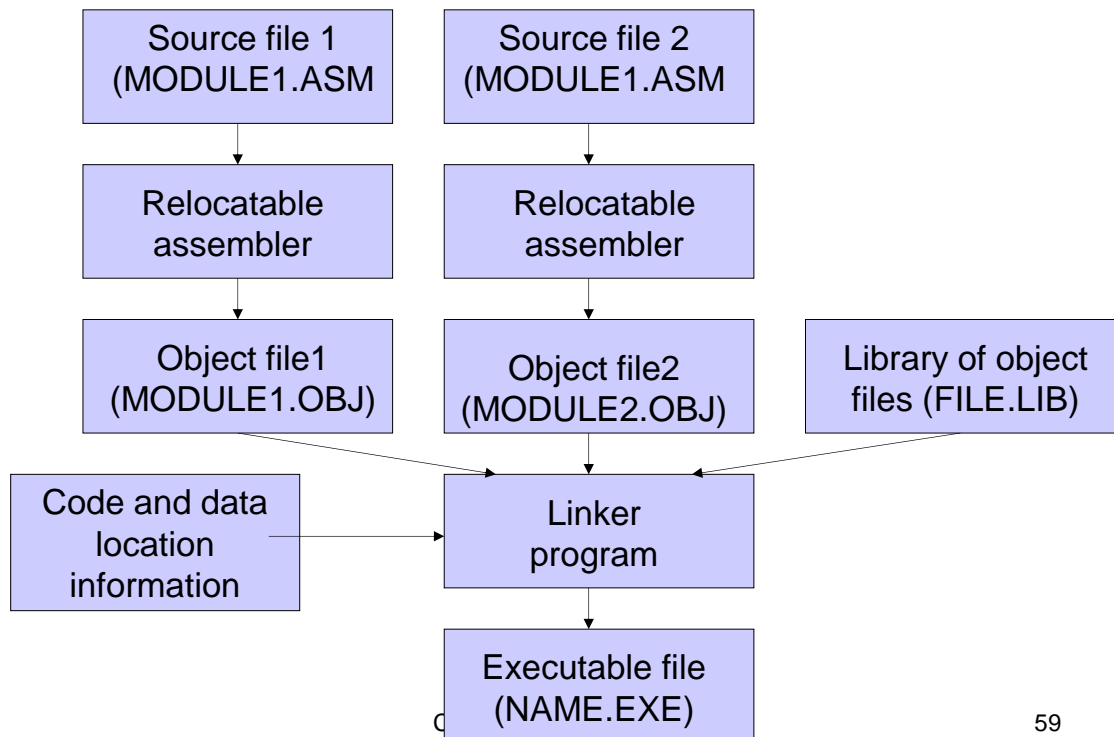 Source file 1
(MODULE1.ASM
Source file 2
(MODULE1.ASM
Relocatable
assembler
Relocatable
assembler
Object file1
(MODULE1.OBJ)
Object file2
(MODULE2.OBJ)
Library of object
files (FILE.LIB)
Code and data
location
information
Linker
program
Executable file
(NAME.EXE)
59